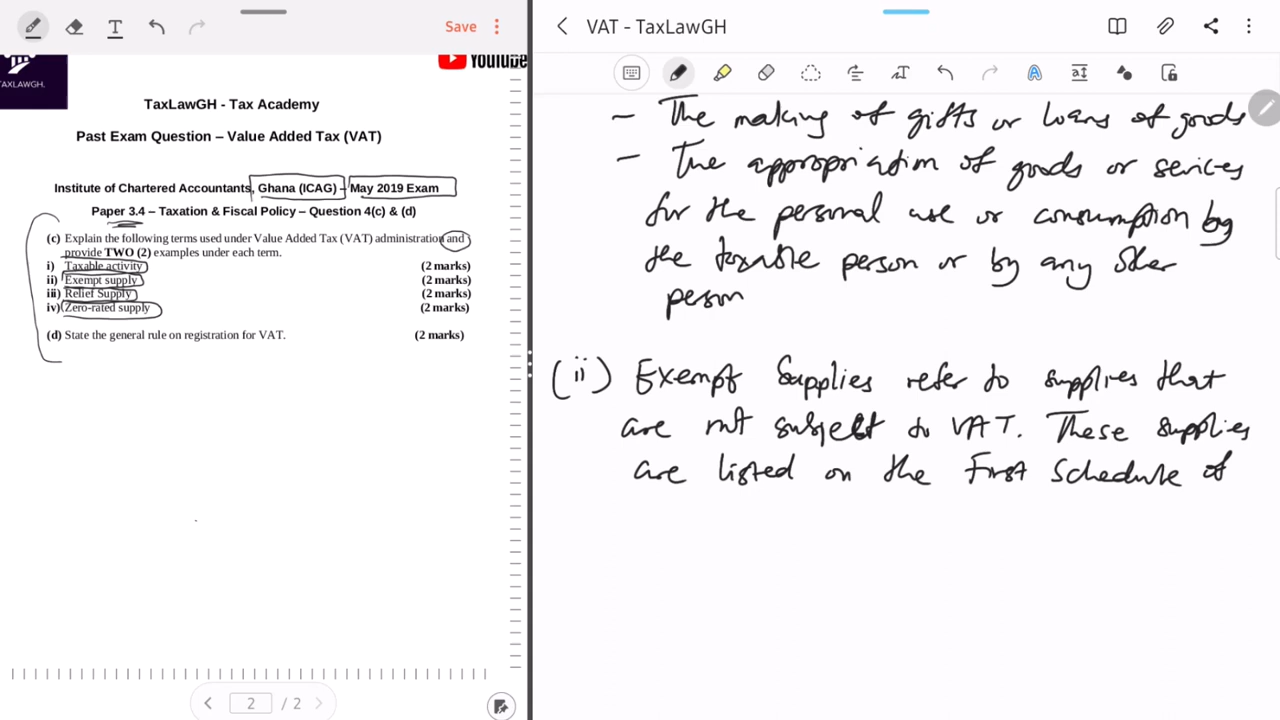 Save
VAT - TaxLawGH
YouTube
TAXLAWGH.
TaxLawGH - Tax Academy
Past Exam Question – Value Added Tax (VAT)
Institute of Chartered Accountants, Ghana (ICAG) – May 2019 Exam
Paper 3.4 – Taxation & Fiscal Policy – Question 4(c) & (d)
(c) Explain the following terms used under Value Added Tax (VAT) administration and
provide TWO (2) examples under each term.
i) Taxable activity (2 marks)
ii) Exempt supply (2 marks)
iii) Relief Supply (2 marks)
iv) Zero-rated supply (2 marks)
(d) State the general rule on registration for VAT. (2 marks)
2 / 2
- The making of gifts or loans of goods
- The appropriation of goods or services
for the personal use or consumption by
the taxable person or by any other
person
(ii) Exempt Supplies refer to supplies that
are not subject to VAT. These supplies
are listed on the First Schedule of